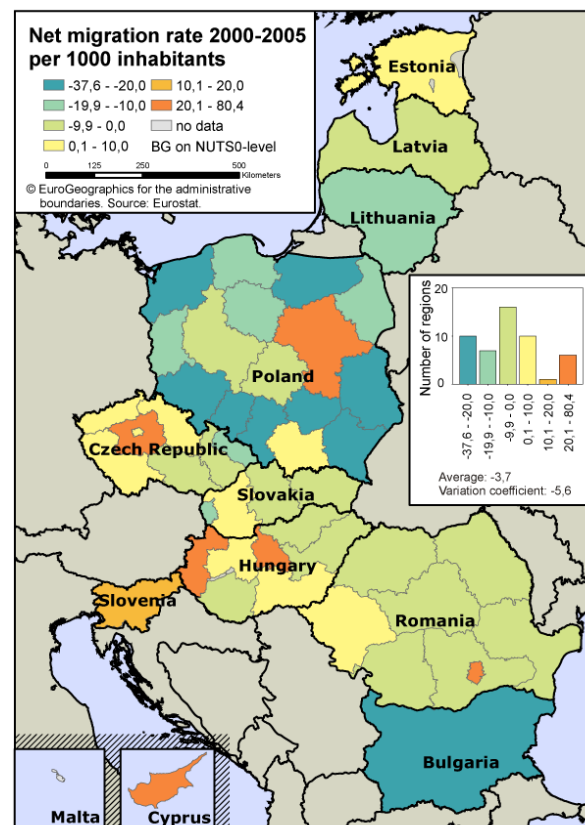 Net migration rate 2000-2005
per 1000 inhabitants
-37,6 - -20,0
10,1 - 20,0
-19,9 - -10,0
20,1 - 80,4
-9,9 - 0,0
no data
0,1 - 10,0
BG on NUTS0-level
0 125 250 500
Kilometers
© EuroGeographics for the administrative
boundaries. Source: Eurostat.
Estonia
Latvia
Lithuania
Poland
Czech Republic
Slovakia
Hungary
Slovenia
Romania
Bulgaria
Malta
Cyprus
Number of regions
20
10
0
-37,6 - -20,0
-19,9 - -10,0
-9,9 - 0,0
0,1 - 10,0
10,1 - 20,0
20,1 - 80,4
Average: -3,7
Variation coefficient: -5,6